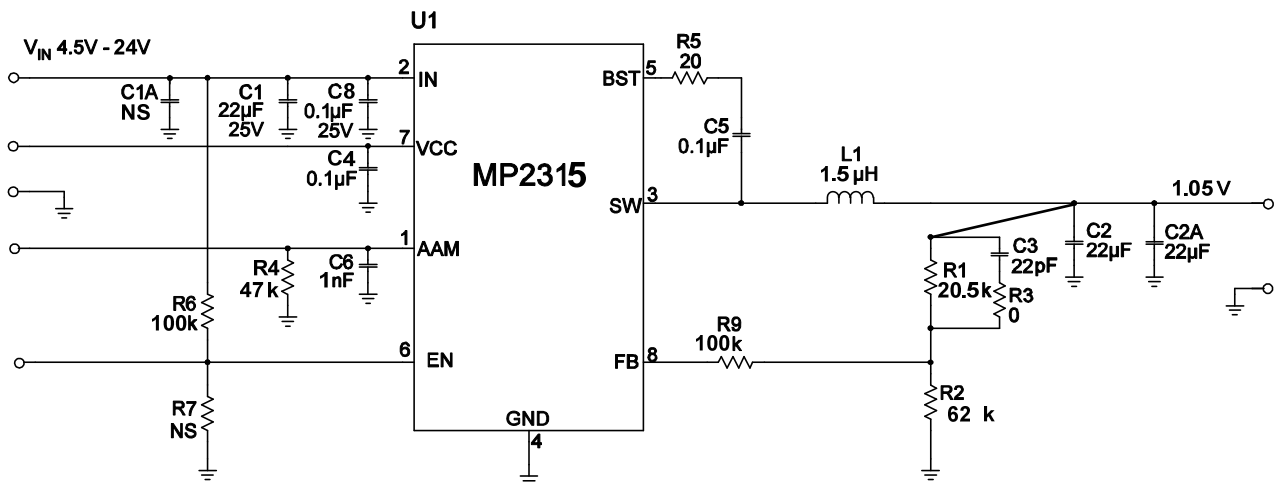 U1
V_IN 4.5V - 24V
C1A
NS
C1
22µF
25V
C8
0.1µF
25V
2
IN
BST
5
R5
20
7
VCC
C4
0.1µF
C5
0.1µF
MP2315
L1
1.5 µH
1.05 V
SW
3
1
AAM
R4
47 k
C6
1nF
C3
22pF
C2
22µF
C2A
22µF
R1
20.5k
R3
0
R6
100k
R9
100k
6
EN
FB
8
R7
NS
R2
62 k
GND
4